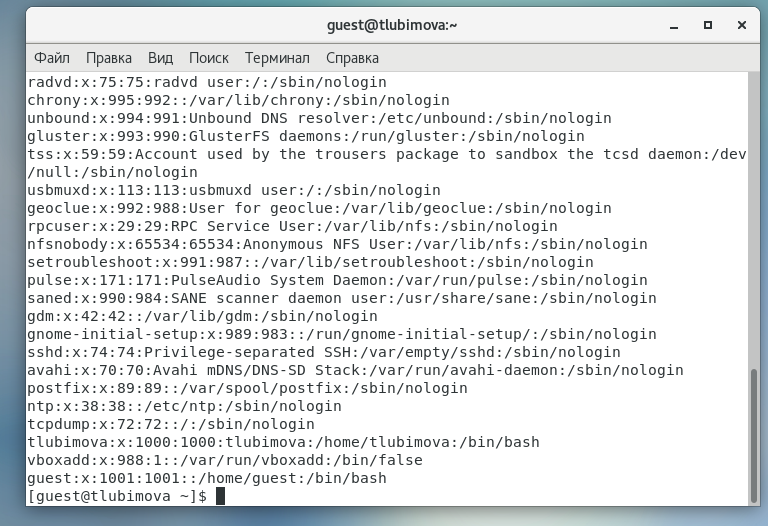 guest@tlubimova:~
Файл Правка Вид Поиск Терминал Справка
radvd:x:75:75:radvd user:/:/sbin/nologin
chrony:x:995:992::/var/lib/chrony:/sbin/nologin
unbound:x:994:991:Unbound DNS resolver:/etc/unbound:/sbin/nologin
gluster:x:993:990:GlusterFS daemons:/run/gluster:/sbin/nologin
tss:x:59:59:Account used by the trousers package to sandbox the tcsd daemon:/dev
/null:/sbin/nologin
usbmuxd:x:113:113:usbmuxd user:/:/sbin/nologin
geoclue:x:992:988:User for geoclue:/var/lib/geoclue:/sbin/nologin
rpcuser:x:29:29:RPC Service User:/var/lib/nfs:/sbin/nologin
nfsnobody:x:65534:65534:Anonymous NFS User:/var/lib/nfs:/sbin/nologin
setroubleshoot:x:991:987::/var/lib/setroubleshoot:/sbin/nologin
pulse:x:171:171:PulseAudio System Daemon:/var/run/pulse:/sbin/nologin
saned:x:990:984:SANE scanner daemon user:/usr/share/sane:/sbin/nologin
gdm:x:42:42::/var/lib/gdm:/sbin/nologin
gnome-initial-setup:x:989:983::/run/gnome-initial-setup/:/sbin/nologin
sshd:x:74:74:Privilege-separated SSH:/var/empty/sshd:/sbin/nologin
avahi:x:70:70:Avahi mDNS/DNS-SD Stack:/var/run/avahi-daemon:/sbin/nologin
postfix:x:89:89::/var/spool/postfix:/sbin/nologin
ntp:x:38:38::/etc/ntp:/sbin/nologin
tcpdump:x:72:72::/:/sbin/nologin
tlubimova:x:1000:1000:tlubimova:/home/tlubimova:/bin/bash
vboxadd:x:988:1::/var/run/vboxadd:/bin/false
guest:x:1001:1001::/home/guest:/bin/bash
[guest@tlubimova ~]$